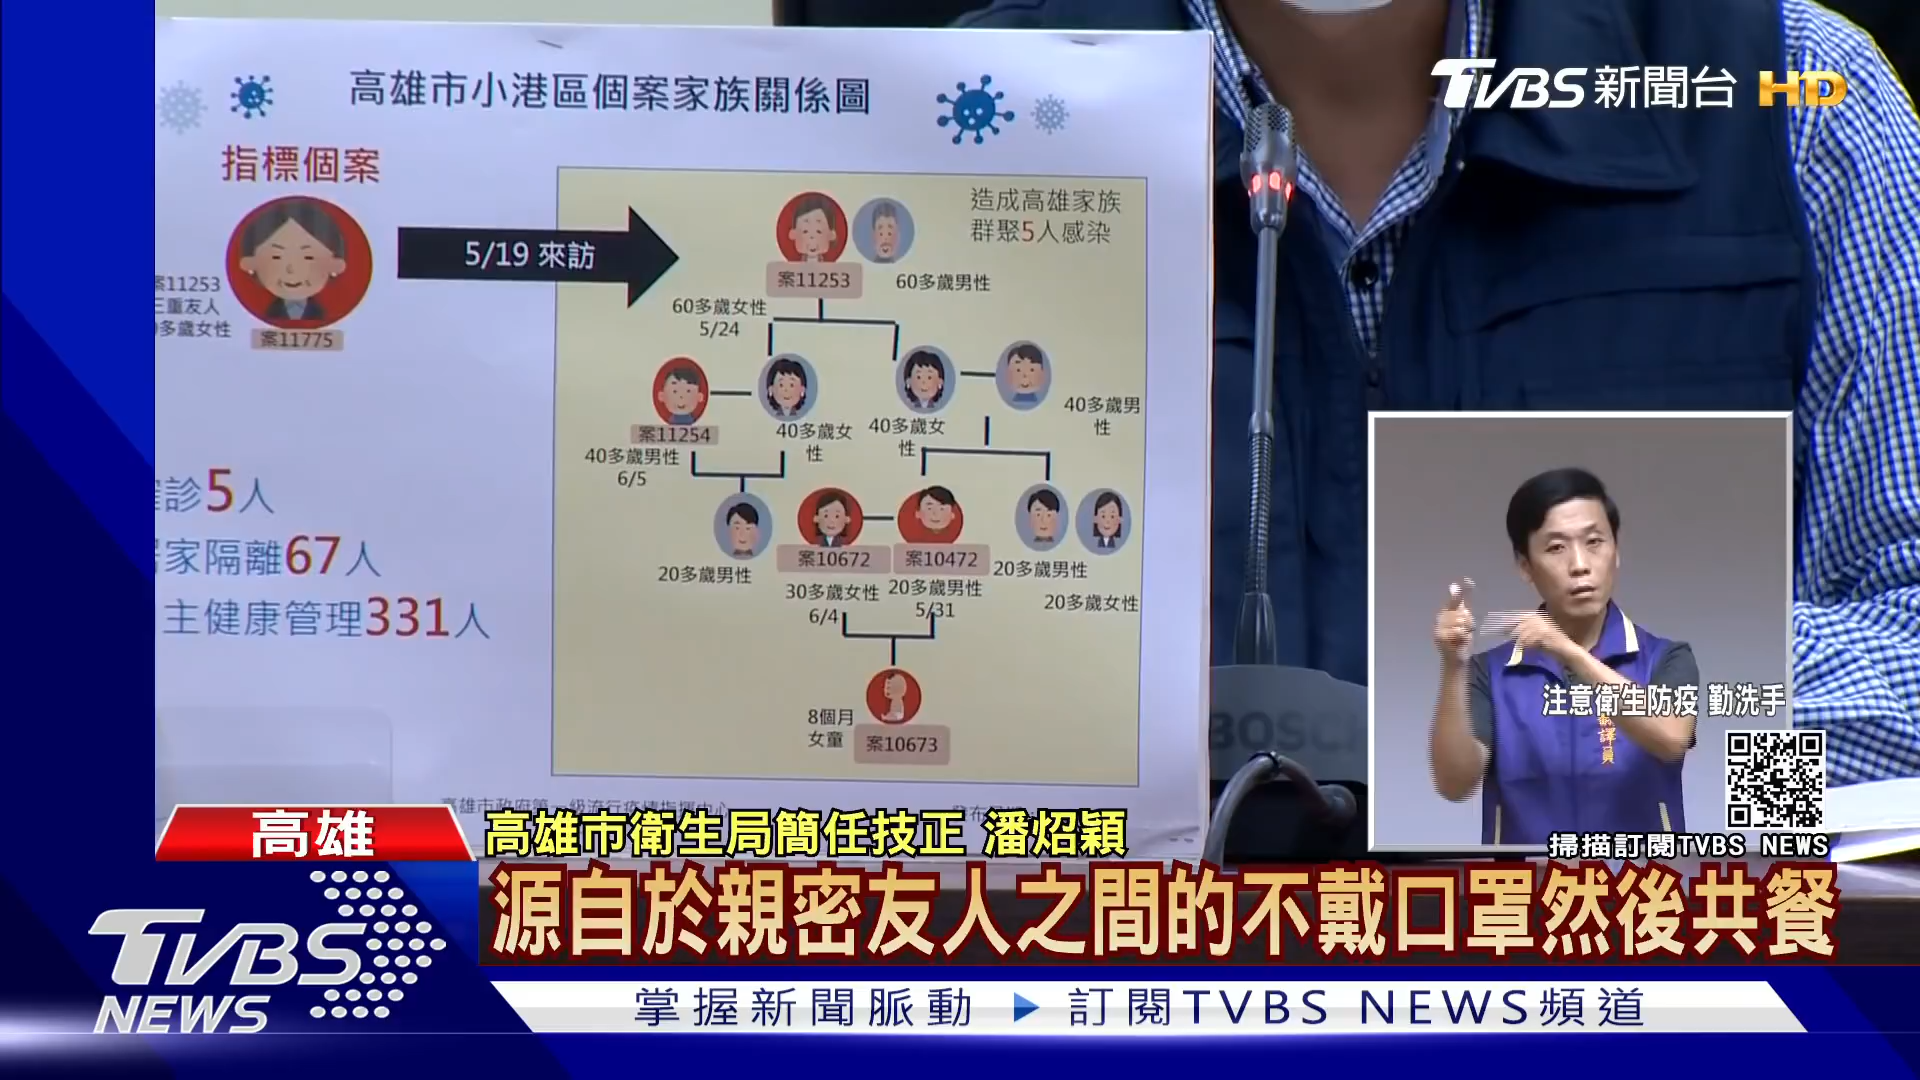 高雄市小港區個案家族關係圖
TVBS新聞台 HD
指標個案
5/19 來訪
造成高雄家族
群聚5人感染
案11253
60多歲男性
60多歲女性
5/24
11253
三重友人
多歲女性
案11775
案11254
40多歲男性
6/5
40多歲女
性
40多歲女
性
40多歲男
性
診5人
家隔離67人
主健康管理331人
20多歲男性
案10672
30多歲女性
6/4
案10472
20多歲男性
5/31
20多歲男性
20多歲女性
8個月
女童
案10673
BOSC
注意衛生防疫 勤洗手
譯員
掃描訂閱TVBS NEWS
高雄
高雄市衛生局簡任技正 潘炤穎
源自於親密友人之間的不戴口罩然後共餐
TVBS
NEWS
掌握新聞脈動 ▶ 訂閱TVBS NEWS頻道